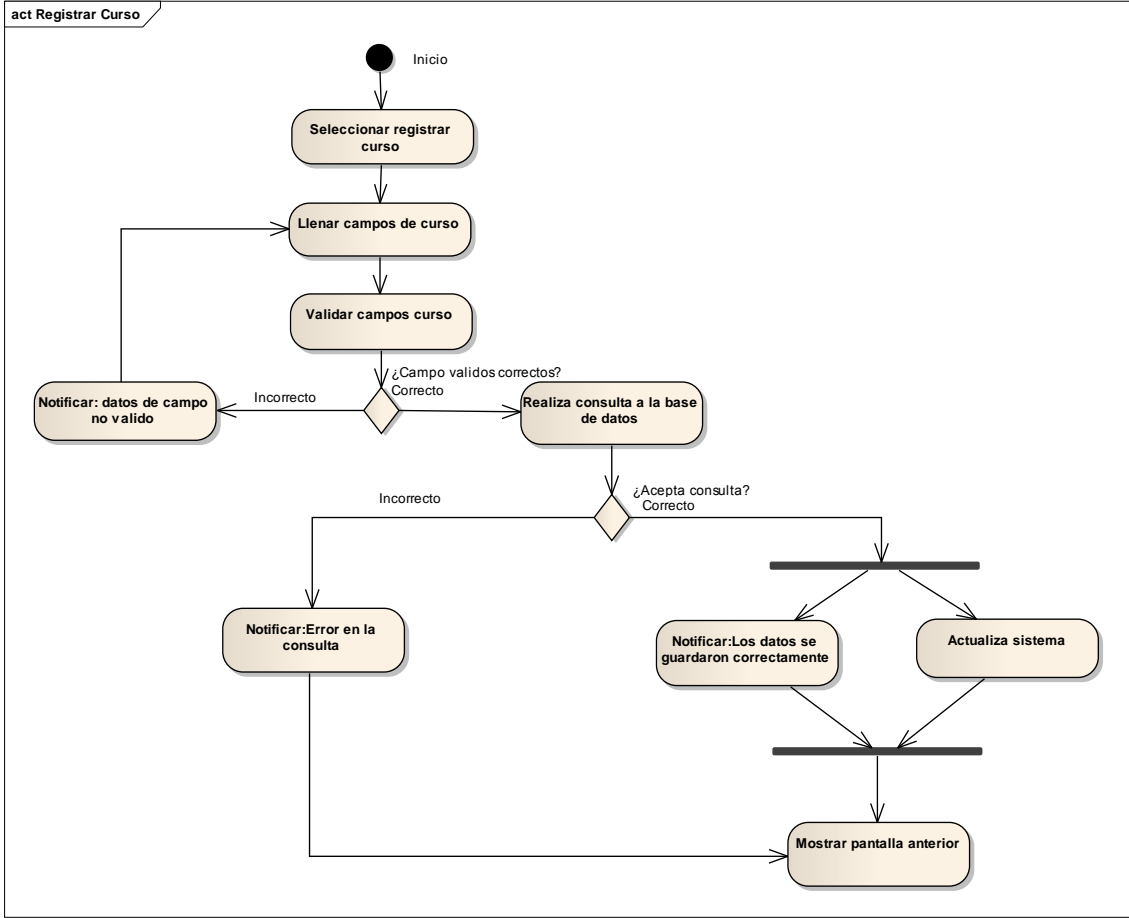 act Registrar Curso
Inicio
Seleccionar registrar
curso
Llenar campos de curso
Validar campos curso
¿Campo validos correctos?
Correcto
Incorrecto
Notificar: datos de campo
no valido
Realiza consulta a la base
de datos
¿Acepta consulta?
Correcto
Incorrecto
Notificar:Error en la
consulta
Notificar:Los datos se
guardaron correctamente
Actualiza sistema
Mostrar pantalla anterior